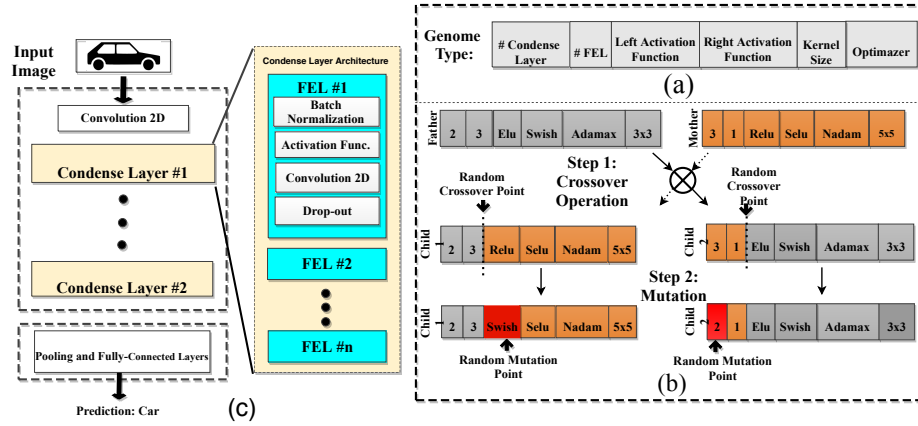 Input
Image
Convolution 2D
Condense Layer #1
Condense Layer #2
Pooling and Fully-Connected Layers
Prediction: Car
(c)
Condense Layer Architecture
FEL #1
Batch
Normalization
Activation Func.
Convolution 2D
Drop-out
FEL #2
FEL #n
Genome
Type:
# Condense
Layer
# FEL
Left Activation
Function
Right Activation
Function
Kernel
Size
Optimazer
(a)
Father
2 3 Elu Swish Adamax 3x3
Mother
3 1 Relu Selu Nadam 5x5
Step 1:
Crossover
Operation
Random
Crossover Point
Random
Crossover
Point
Child
1
2 3 Relu Selu Nadam 5x5
Child
2
3 1 Elu Swish Adamax 3x3
Step 2:
Mutation
Child
1
2 3 Swish Selu Nadam 5x5
Random Mutation
Point
Child
2
2 1 Elu Swish Adamax 3x3
Random Mutation
Point
(b)